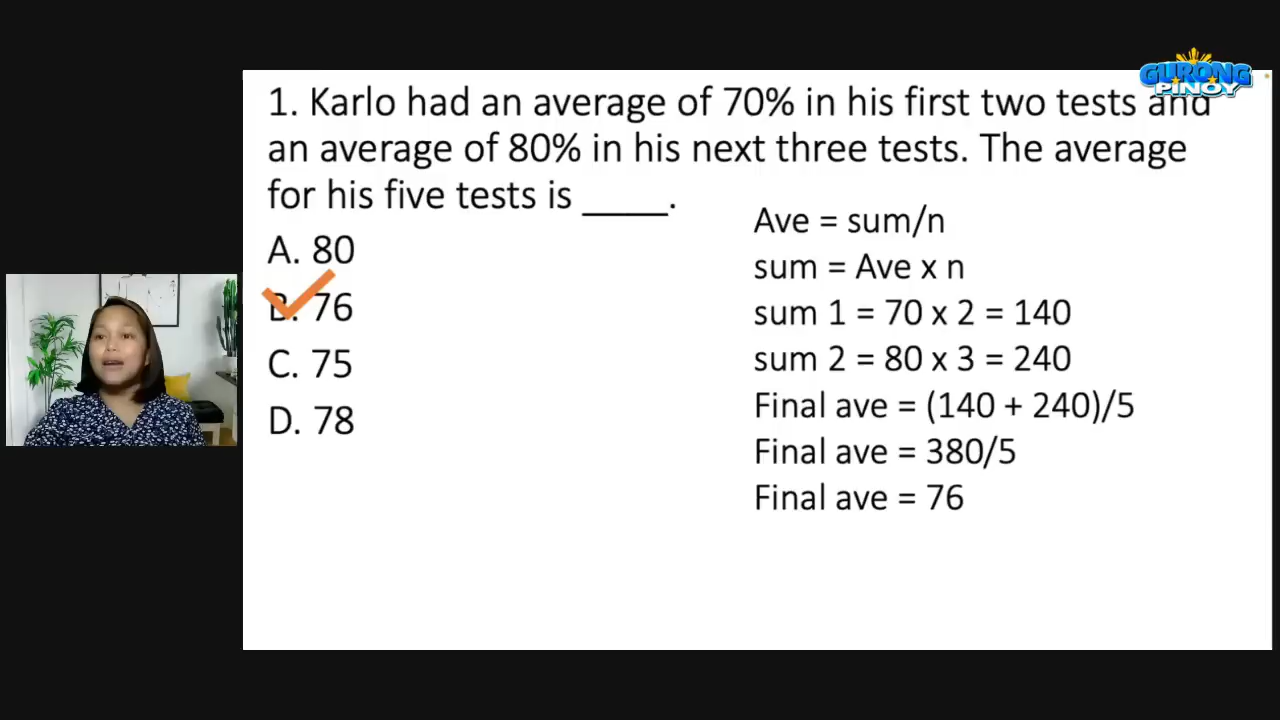 GURONG
PINOY
1. Karlo had an average of 70% in his first two tests and
an average of 80% in his next three tests. The average
for his five tests is ____.
A. 80
B. 76
C. 75
D. 78
Ave = sum/n
sum = Ave x n
sum 1 = 70 x 2 = 140
sum 2 = 80 x 3 = 240
Final ave = (140 + 240)/5
Final ave = 380/5
Final ave = 76